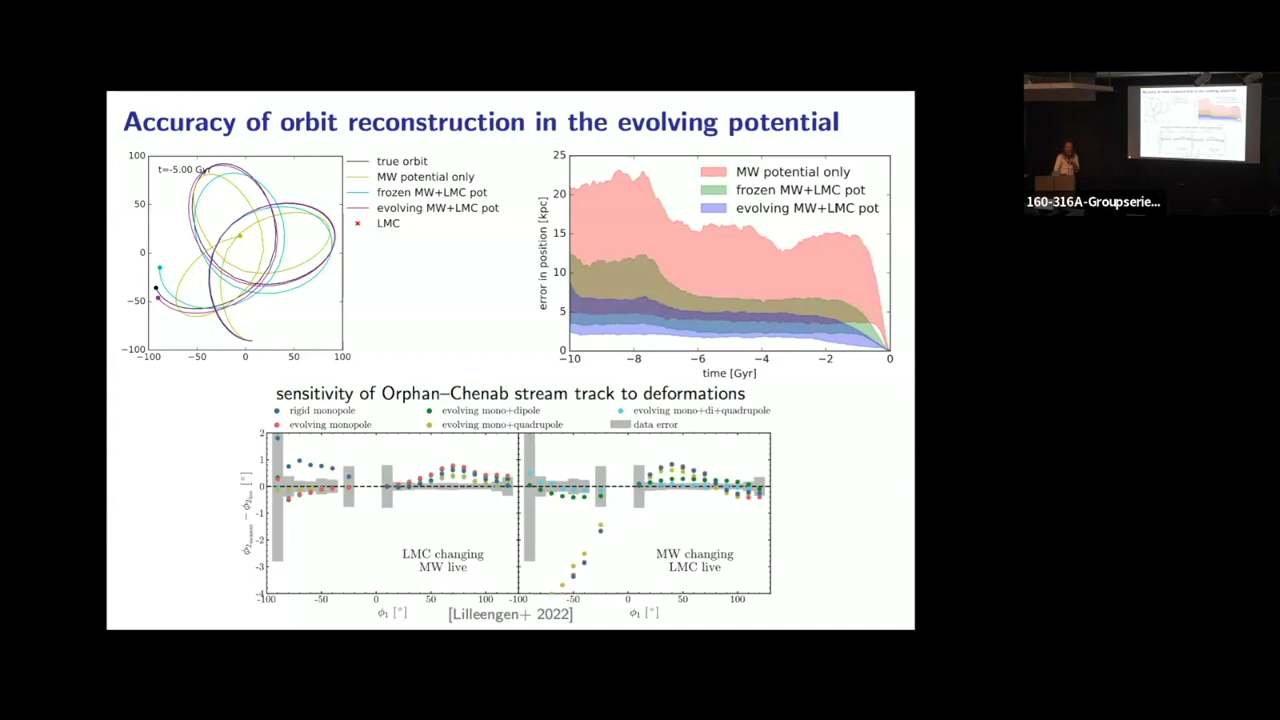 Accuracy of orbit reconstruction in the evolving potential
t=-5.00 Gyr
true orbit
MW potential only
frozen MW+LMC pot
evolving MW+LMC pot
LMC
100
50
0
−50
−100
−100 −50 0 50 100
MW potential only
frozen MW+LMC pot
evolving MW+LMC pot
error in position [kpc]
25
20
15
10
5
0
−10 −8 −6 −4 −2 0
time [Gyr]
sensitivity of Orphan–Chenab stream track to deformations
rigid monopole
evolving monopole
evolving mono+dipole
evolving mono+quadrupole
evolving mono+di+quadrupole
data error
2
1
0
-1
-2
-3
-4
LMC changing
MW live
MW changing
LMC live
-100 -50 0 50 100 -100 -50 0 50 100
ϕ1 [°] [Lilleengen+ 2022] ϕ1 [°]
160-316A-Groupserie...